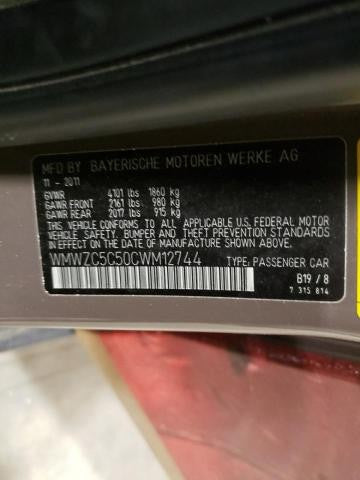 MFD BY BAYERISCHE MOTOREN WERKE AG
11 - 2011
GVWR 4101 lbs 1860 kg
GAWR FRONT 2161 lbs 980 kg
GAWR REAR 2017 lbs 915 kg
THIS VEHICLE CONFORMS TO ALL APPLICABLE U.S. FEDERAL MOTOR
VEHICLE SAFETY, BUMPER, AND THEFT PREVENTION STANDARDS
IN EFFECT ON THE DATE OF MANUFACTURE SHOWN ABOVE.
WMWZC5C50CWM12744 TYPE: PASSENGER CAR
B19 / 8
7 315 814